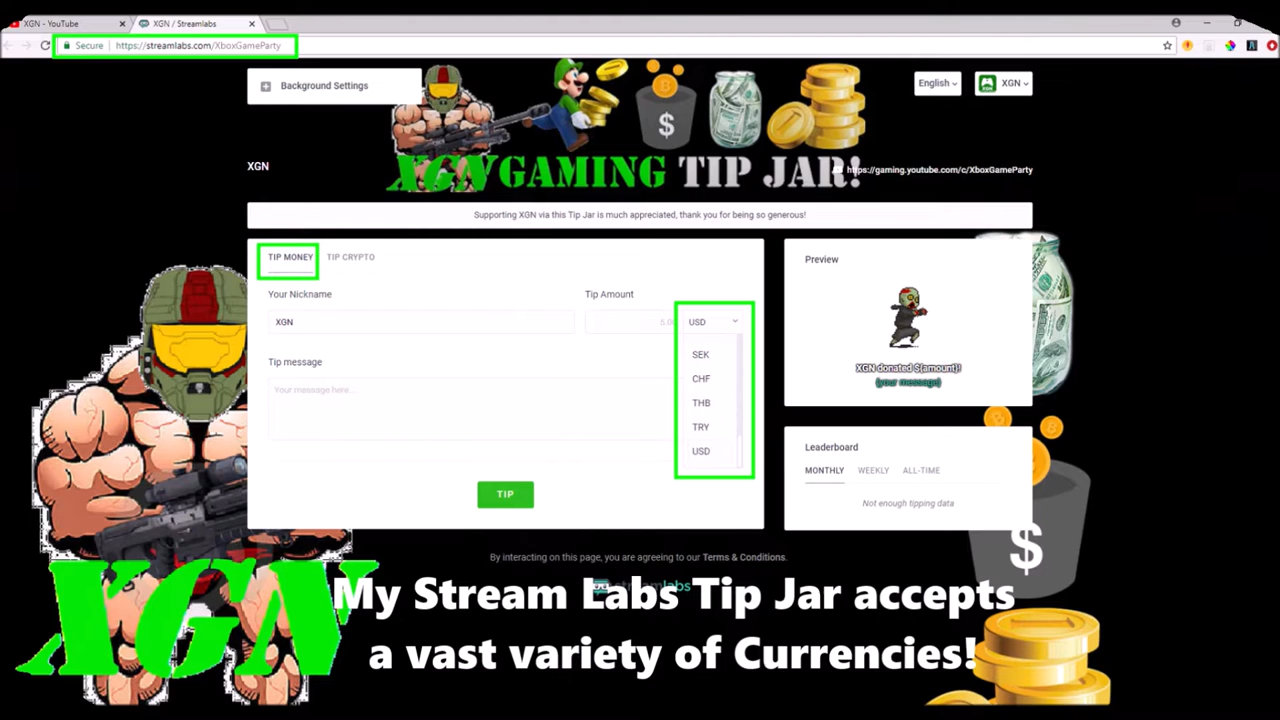 XGN - YouTube
XGN / Streamlabs
Secure
https://streamlabs.com/XboxGameParty
Background Settings
English
XGN
$
XGN GAMING TIP JAR!
XGN
https://gaming.youtube.com/c/XboxGameParty
Supporting XGN via this Tip Jar is much appreciated, thank you for being so generous!
TIP MONEY
TIP CRYPTO
Your Nickname
Tip Amount
XGN
5.00
USD
SEK
CHF
THB
TRY
USD
Tip message
Your message here...
TIP
Preview
XGN donated ${amount}!
(your message)
Leaderboard
MONTHLY
WEEKLY
ALL-TIME
Not enough tipping data
By interacting on this page, you are agreeing to our Terms & Conditions.
streamlabs
$
XGN
My Stream Labs Tip Jar accepts
a vast variety of Currencies!